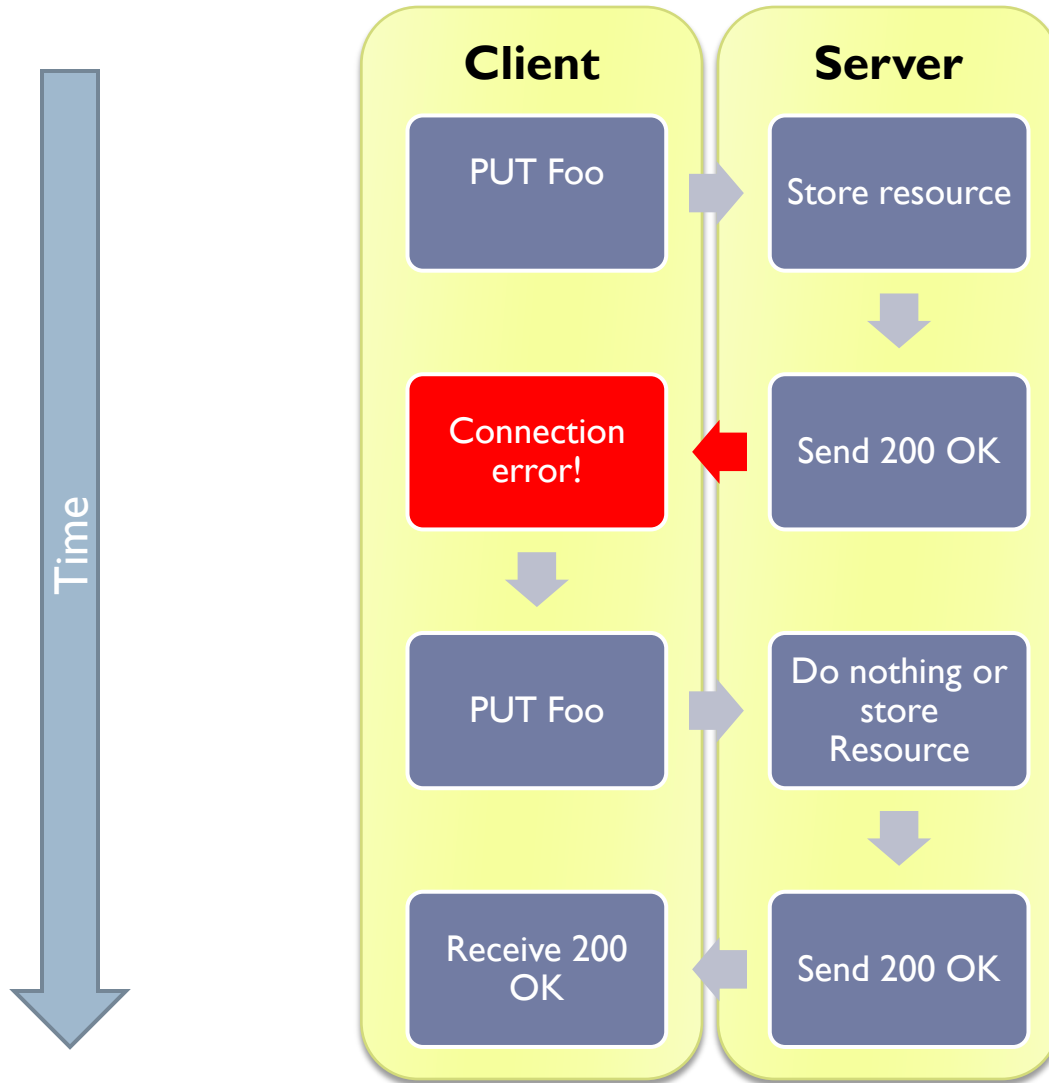 Client
Server
Time
PUT Foo
Store resource
Connection
error!
Send 200 OK
PUT Foo
Do nothing or
store
Resource
Receive 200
OK
Send 200 OK